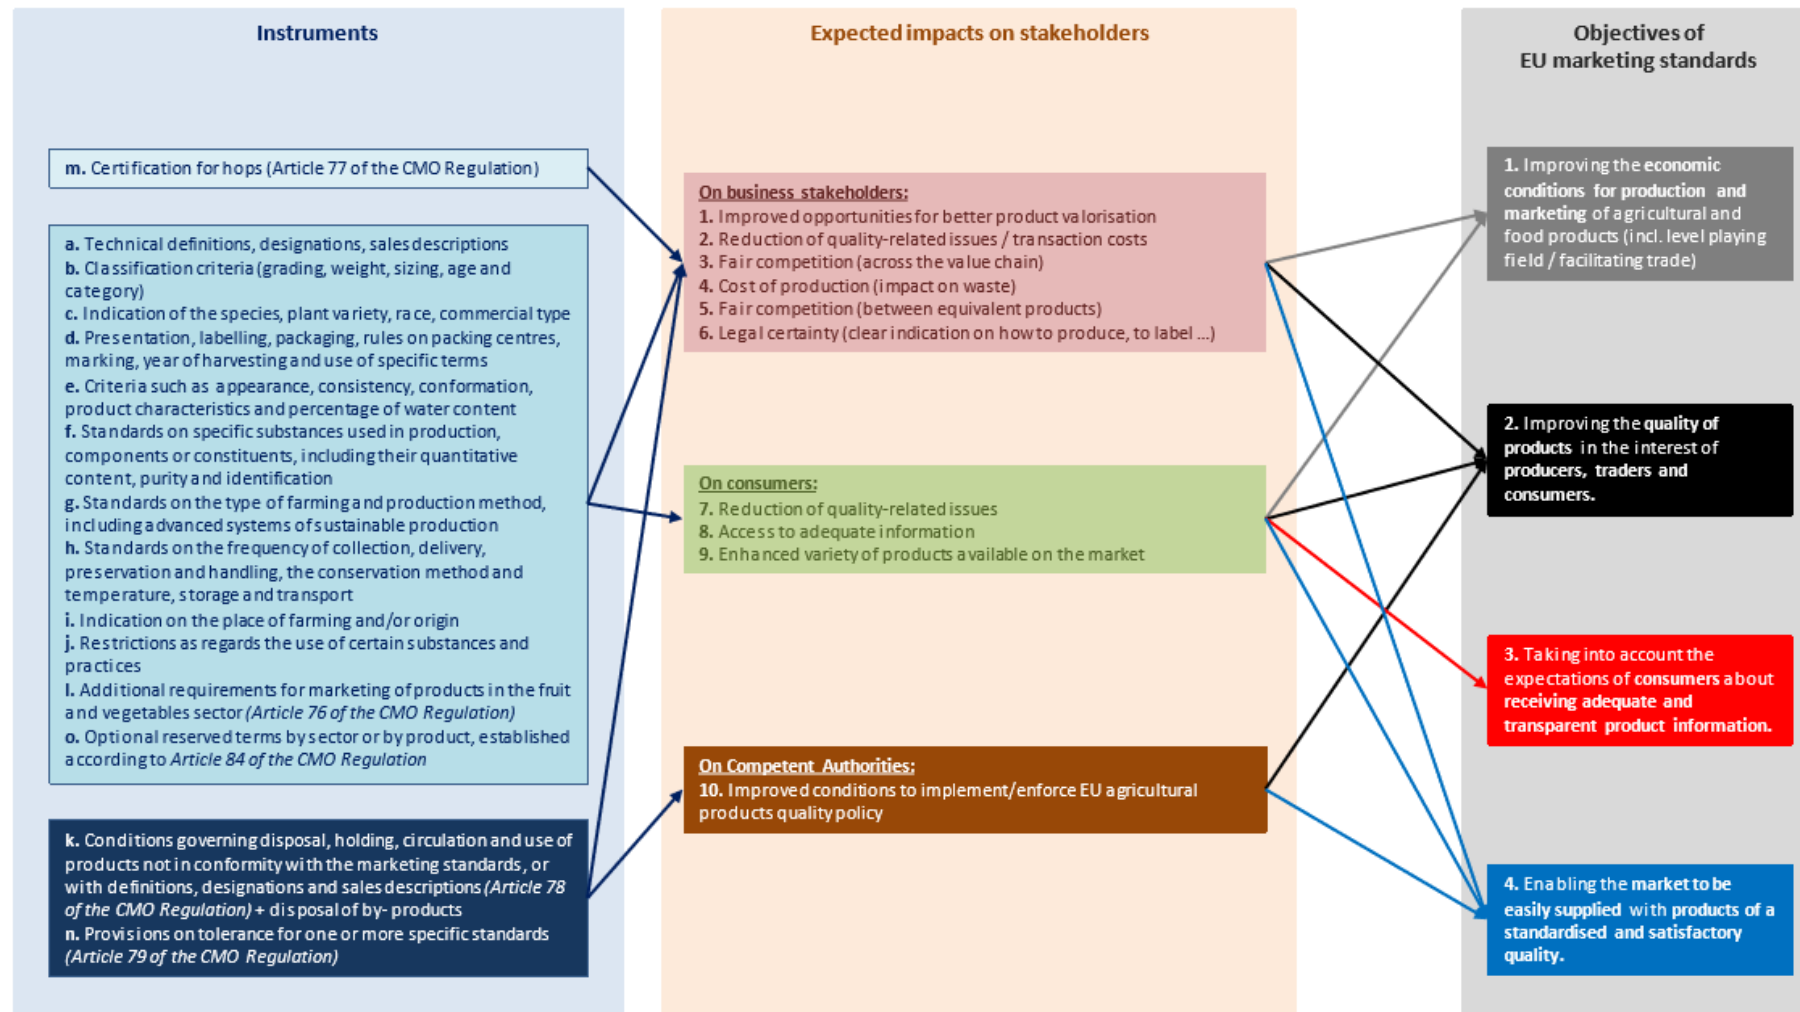 Instruments
m. Certification for hops (Article 77 of the CMO Regulation)
a. Technical definitions, designations, sales descriptions
b. Classification criteria (grading, weight, sizing, age and
category)
c. Indication of the species, plant variety, race, commercial type
d. Presentation, labelling, packaging, rules on packing centres,
marking, year of harvesting and use of specific terms
e. Criteria such as appearance, consistency, conformation,
product characteristics and percentage of water content
f. Standards on specific substances used in production,
components or constituents, including their quantitative
content, purity and identification
g. Standards on the type of farming and production method,
including advanced systems of sustainable production
h. Standards on the frequency of collection, delivery,
preservation and handling, the conservation method and
temperature, storage and transport
i. Indication on the place of farming and/or origin
j. Restrictions as regards the use of certain substances and
practices
l. Additional requirements for marketing of products in the fruit
and vegetables sector (Article 76 of the CMO Regulation)
o. Optional reserved terms by sector or by product, established
according to Article 84 of the CMO Regulation
k. Conditions governing disposal, holding, circulation and use of
products not in conformity with the marketing standards, or
with definitions, designations and sales descriptions (Article 78
of the CMO Regulation) + disposal of by- products
n. Provisions on tolerance for one or more specific standards
(Article 79 of the CMO Regulation)
Expected impacts on stakeholders
On business stakeholders:
1. Improved opportunities for better product valorisation
2. Reduction of quality-related issues / transaction costs
3. Fair competition (across the value chain)
4. Cost of production (impact on waste)
5. Fair competition (between equivalent products)
6. Legal certainty (clear indication on how to produce, to label ...)
On consumers:
7. Reduction of quality-related issues
8. Access to adequate information
9. Enhanced variety of products available on the market
On Competent Authorities:
10. Improved conditions to implement/enforce EU agricultural
products quality policy
Objectives of
EU marketing standards
1. Improving the economic
conditions for production and
marketing of agricultural and
food products (incl. level playing
field / facilitating trade)
2. Improving the quality of
products in the interest of
producers, traders and
consumers.
3. Taking into account the
expectations of consumers about
receiving adequate and
transparent product information.
4. Enabling the market to be
easily supplied with products of a
standardised and satisfactory
quality.